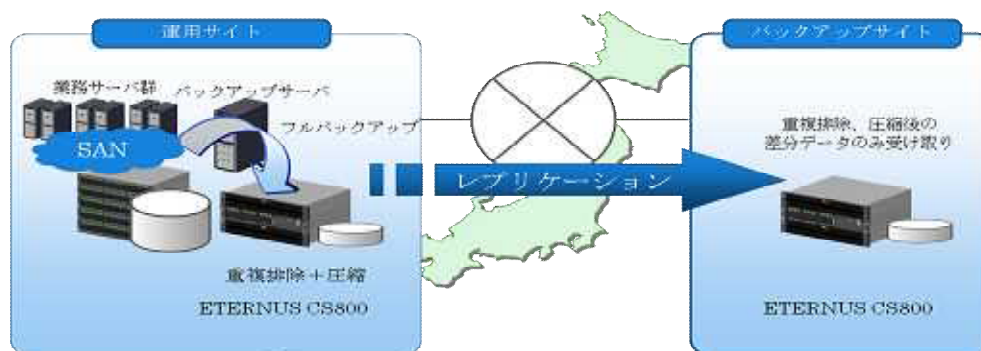 運用サイト
業務サーバ群
バックアップサーバ
フルバックアップ
SAN
重複排除＋圧縮
ETERNUS CS800
レプリケーション
バックアップサイト
重複排除、圧縮後の
差分データのみ受け取り
ETERNUS CS800